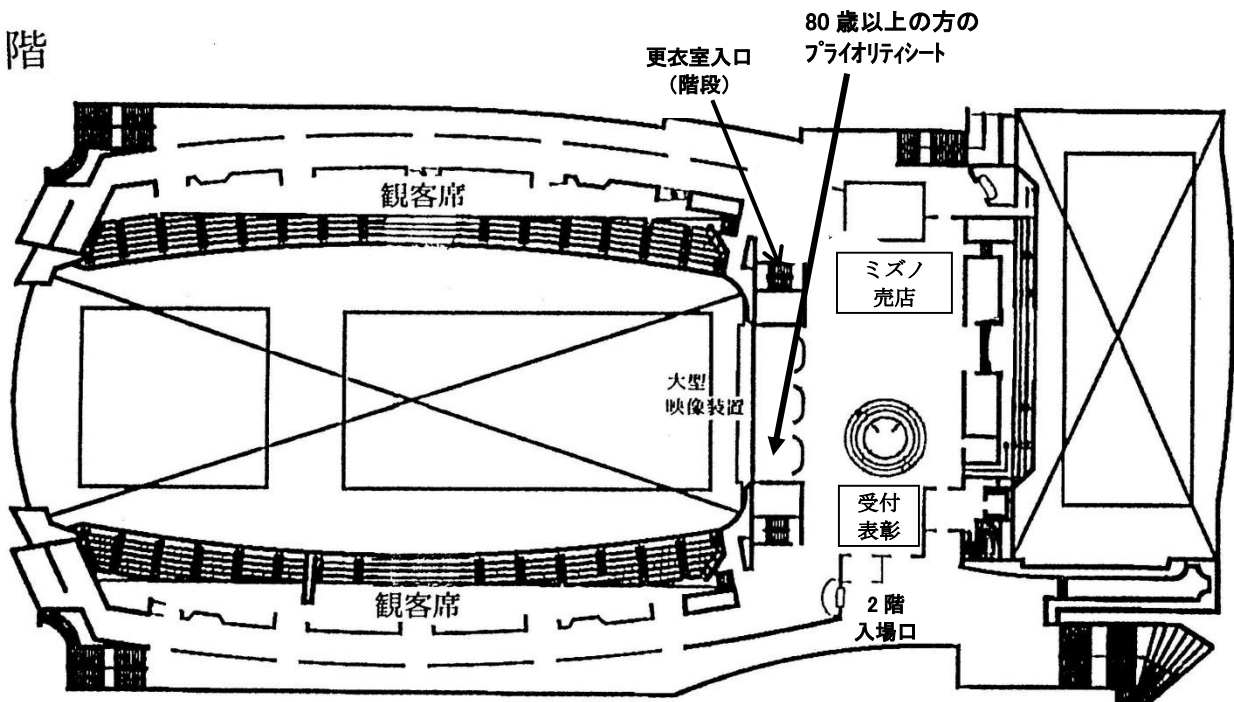 階
80 歳以上の方の
プライオリティシート
更衣室入口
（階段）
観客席
ミズノ
売店
大型
映像装置
受付
表彰
観客席
2 階
入場口